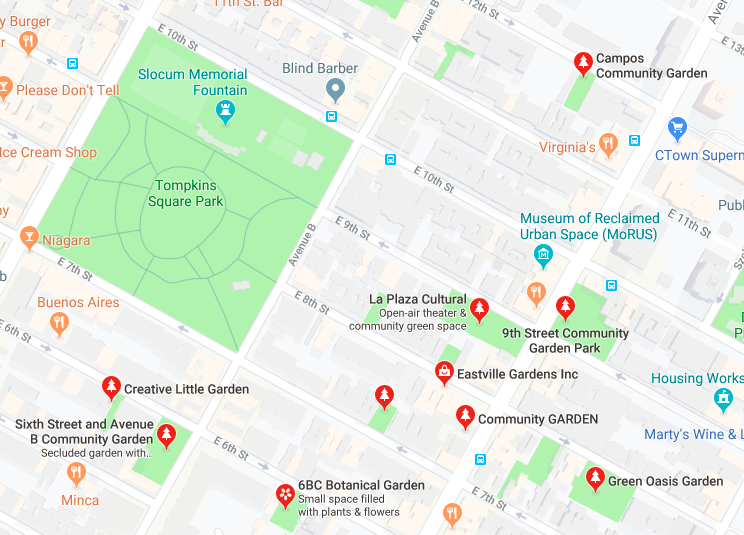 11th St. Bar
E 10th St
Avenue B
Burger
Campos
Community Garden
Slocum Memorial
Fountain
Blind Barber
Please Don't Tell
Ice Cream Shop
Virginia's
CTown Superm
Tompkins
Square Park
E 10th St
E 11th St
Museum of Reclaimed
Urban Space (MoRUS)
E 9th St
Avenue B
Niagara
E 7th St
Buenos Aires
E 8th St
La Plaza Cultural
Open-air theater &
community green space
9th Street Community
Garden Park
E 6th St
Creative Little Garden
Eastville Gardens Inc
Housing Works
Sixth Street and Avenue
B Community Garden
Secluded garden with...
Community GARDEN
Marty's Wine & L
E 6th St
Minca
6BC Botanical Garden
Small space filled
with plants & flowers
Green Oasis Garden
E 7th St